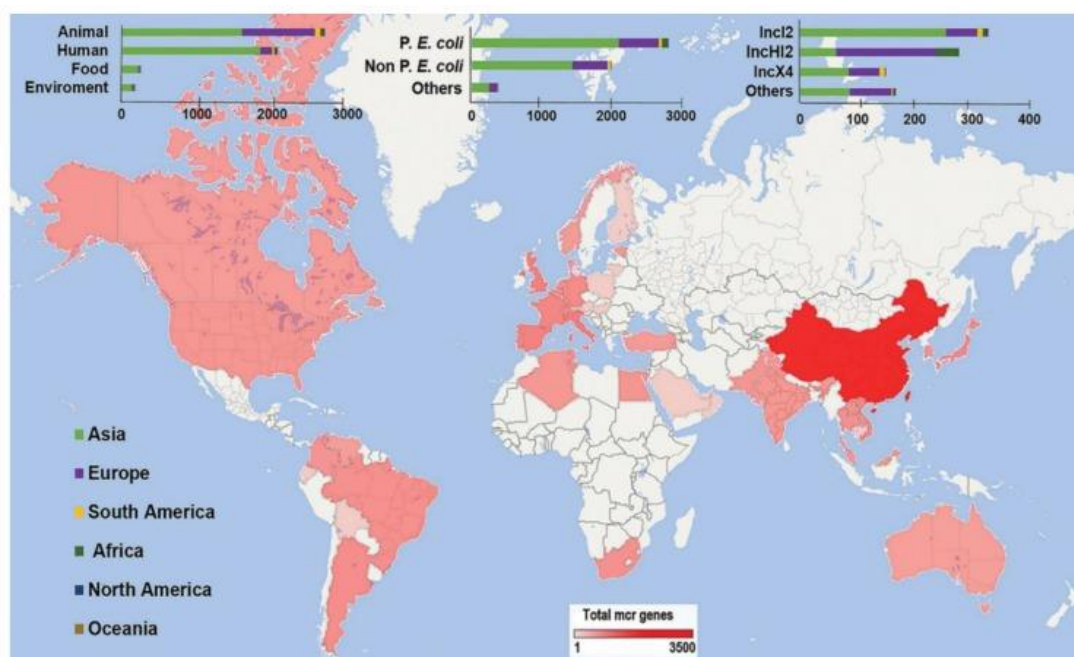 Animal
Human
Food
Enviroment
0 1000 2000 3000
P. E. coli
Non P. E. coli
Others
0 1000 2000 3000
IncI2
IncHI2
IncX4
Others
0 100 200 300 400
Asia
Europe
South America
Africa
North America
Oceania
Total mcr genes
1 3500